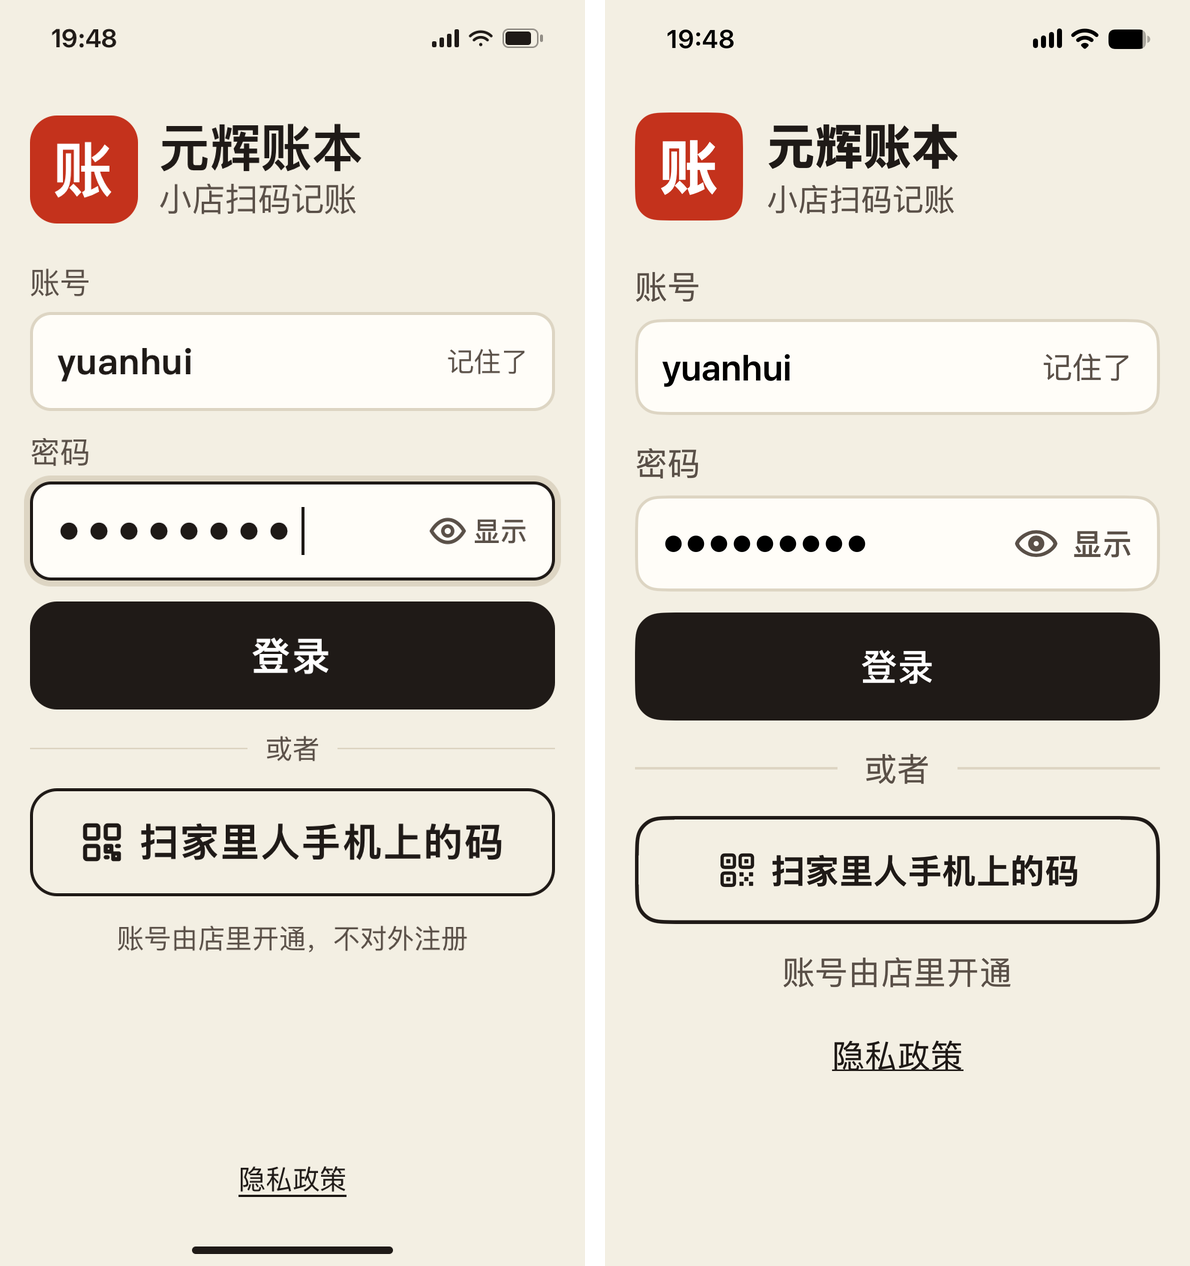 19:48
账
元辉账本
小店扫码记账
账号
yuanhui
记住了
密码
显示
登录
或者
扫家里人手机上的码
账号由店里开通，不对外注册
隐私政策
19:48
账
元辉账本
小店扫码记账
账号
yuanhui
记住了
密码
显示
登录
或者
扫家里人手机上的码
账号由店里开通
隐私政策